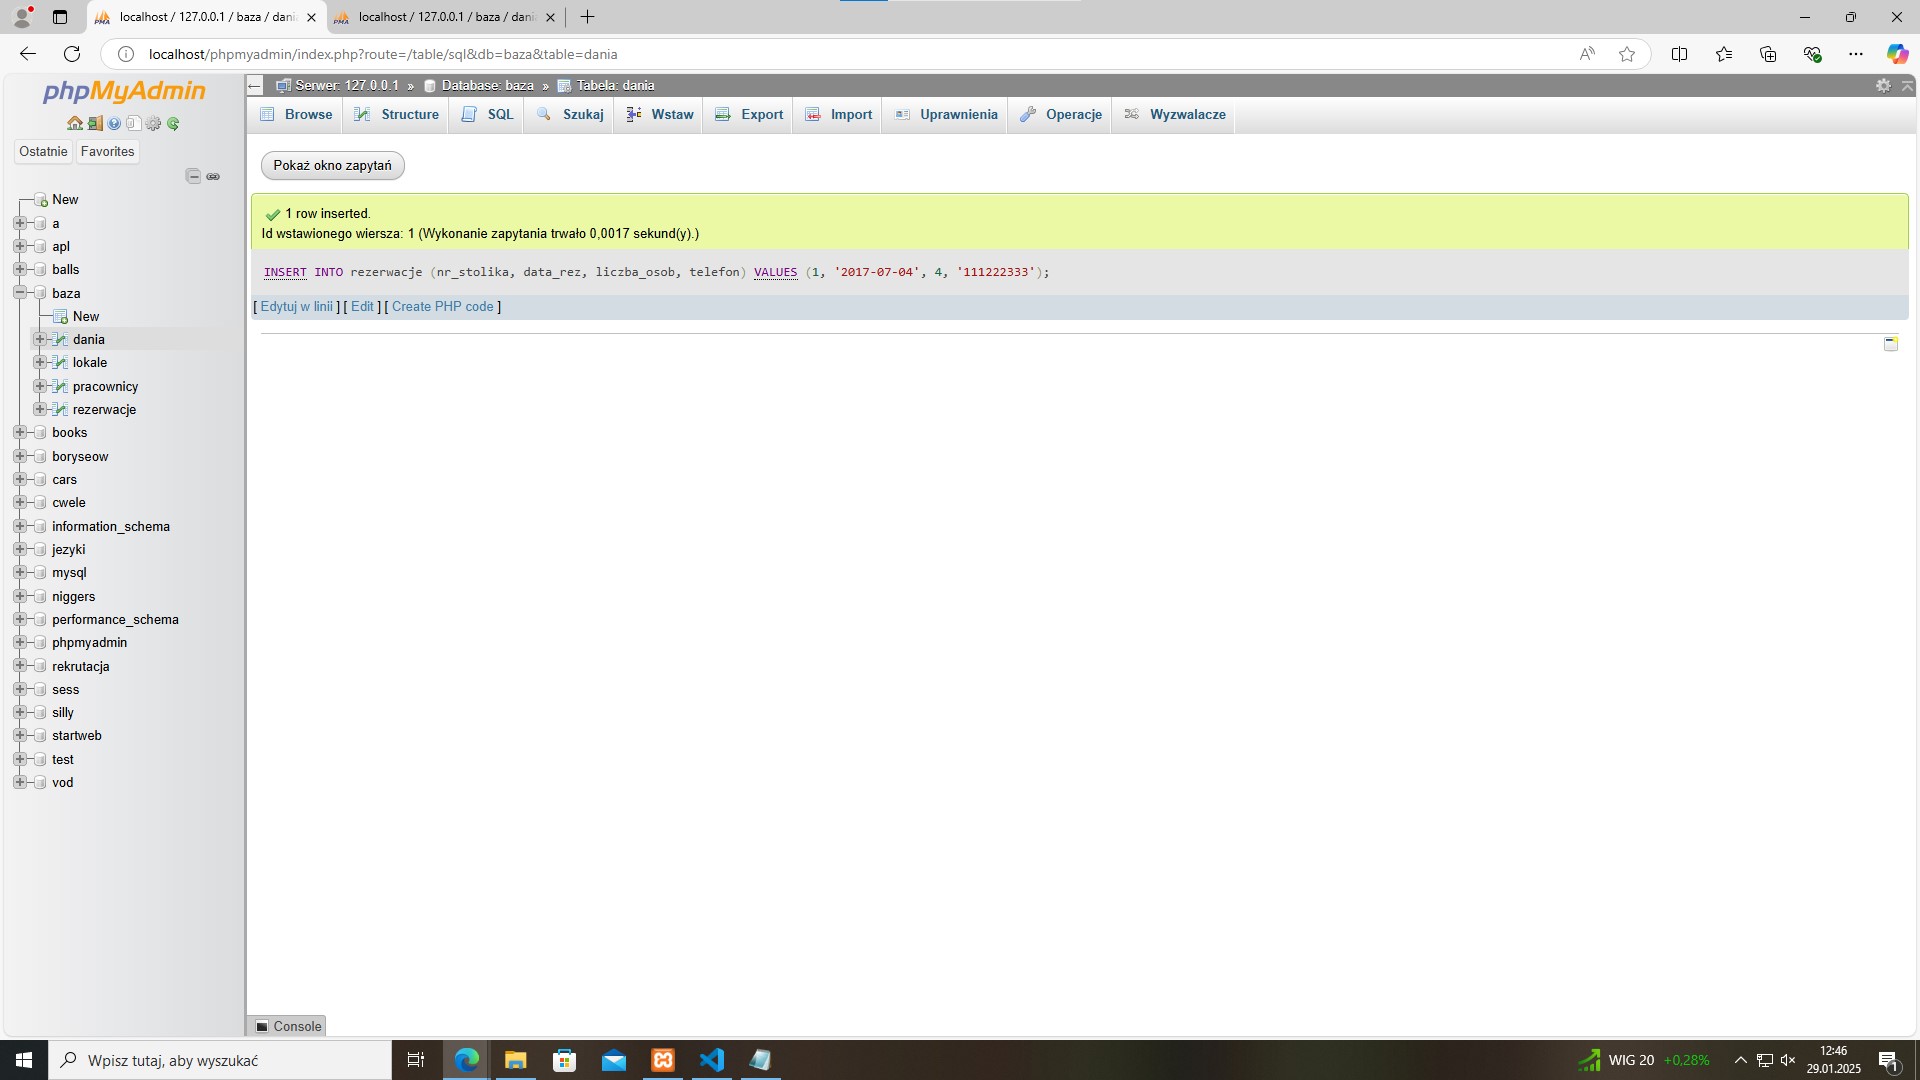 localhost / 127.0.0.1 / baza / dani
localhost / 127.0.0.1 / baza / dani
localhost/phpmyadmin/index.php?route=/table/sql&db=baza&table=dania
phpMyAdmin
Ostatnie Favorites
New
a
apl
balls
baza
New
dania
lokale
pracownicy
rezerwacje
books
boryseow
cars
cwele
information_schema
jezyki
mysql
niggers
performance_schema
phpmyadmin
rekrutacja
sess
silly
startweb
test
vod
Serwer: 127.0.0.1 » Database: baza » Tabela: dania
Browse Structure SQL Szukaj Wstaw Export Import Uprawnienia Operacje Wyzwalacze
Pokaż okno zapytań
1 row inserted.
Id wstawionego wiersza: 1 (Wykonanie zapytania trwało 0,0017 sekund(y).)
INSERT INTO rezerwacje (nr_stolika, data_rez, liczba_osob, telefon) VALUES (1, '2017-07-04', 4, '111222333');
[ Edytuj w linii ] [ Edit ] [ Create PHP code ]
Console
Wpisz tutaj, aby wyszukać
WIG 20 +0,28%
12:46
29.01.2025
1